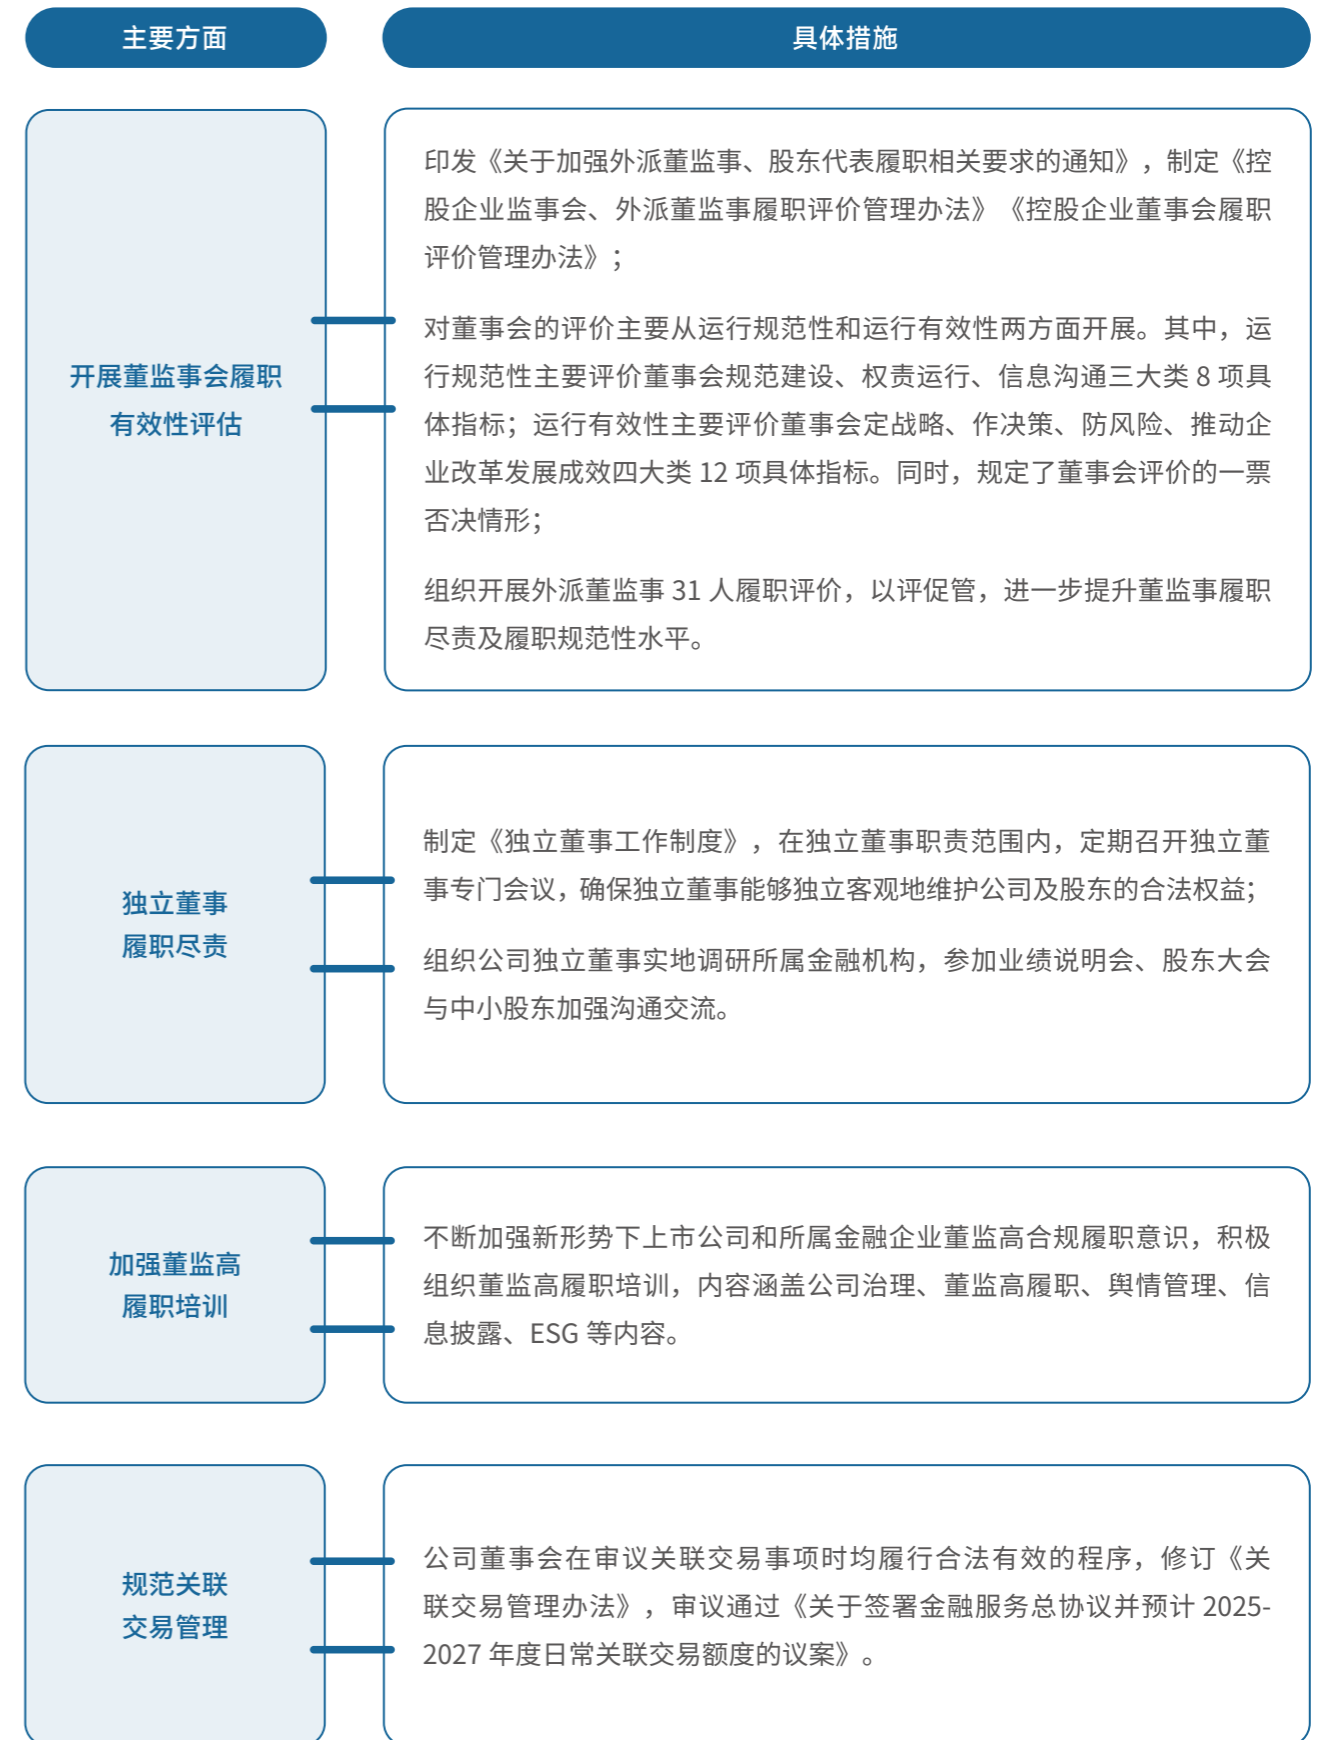 主要方面
具体措施
开展董监事会履职
有效性评估
印发《关于加强外派董监事、股东代表履职相关要求的通知》，制定《控
股企业监事会、外派董监事履职评价管理办法》《控股企业董事会履职
评价管理办法》；
对董事会的评价主要从运行规范性和运行有效性两方面开展。其中，运
行规范性主要评价董事会规范建设、权责运行、信息沟通三大类 8 项具
体指标；运行有效性主要评价董事会定战略、作决策、防风险、推动企
业改革发展成效四大类 12 项具体指标。同时，规定了董事会评价的一票
否决情形；
组织开展外派董监事 31 人履职评价，以评促管，进一步提升董监事履职
尽责及履职规范性水平。
独立董事
履职尽责
制定《独立董事工作制度》，在独立董事职责范围内，定期召开独立董
事专门会议，确保独立董事能够独立客观地维护公司及股东的合法权益；
组织公司独立董事实地调研所属金融机构，参加业绩说明会、股东大会
与中小股东加强沟通交流。
加强董监高
履职培训
不断加强新形势下上市公司和所属金融企业董监高合规履职意识，积极
组织董监高履职培训，内容涵盖公司治理、董监高履职、舆情管理、信
息披露、ESG 等内容。
规范关联
交易管理
公司董事会在审议关联交易事项时均履行合法有效的程序，修订《关
联交易管理办法》，审议通过《关于签署金融服务总协议并预计 2025-
2027 年度日常关联交易额度的议案》。